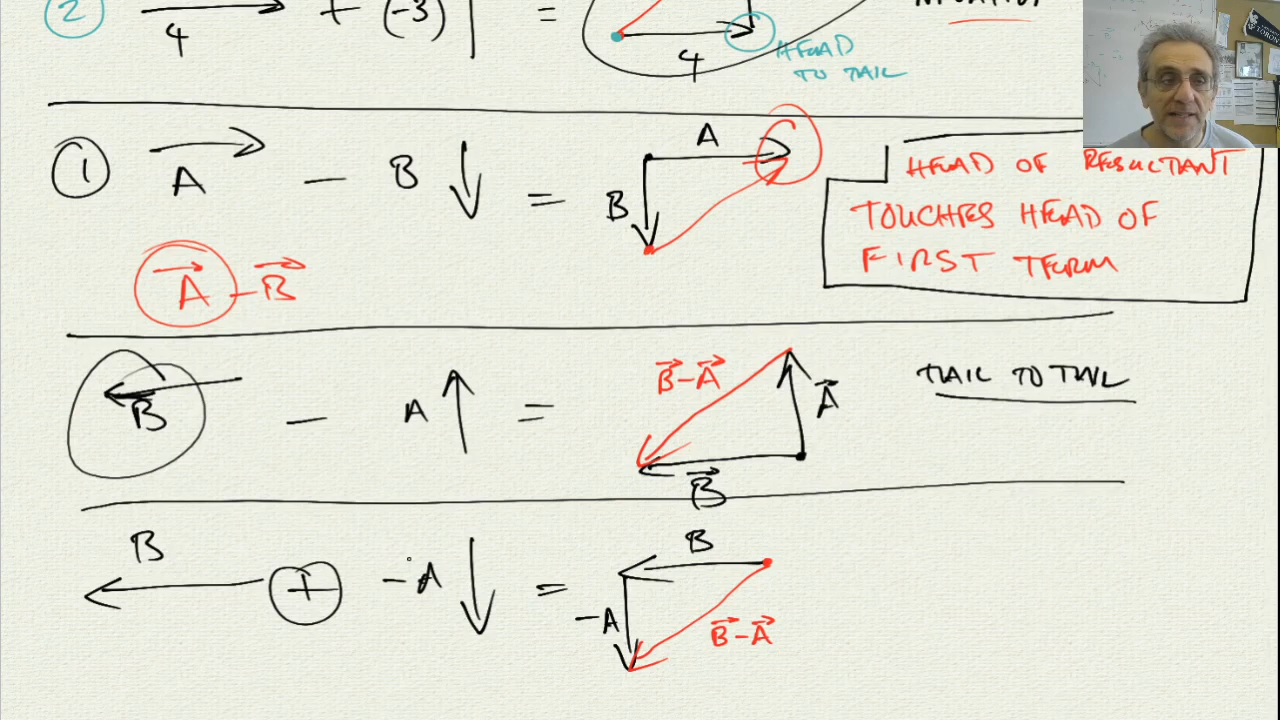 2 + (-3) =
4
4
HEAD
TO TAIL
1 A - B = A
B
HEAD OF RESULTANT
TOUCHES HEAD OF
FIRST TERM
A - B
B - A = B-A A
B
TAIL TO TAIL
B + -A = B
-A
B-A